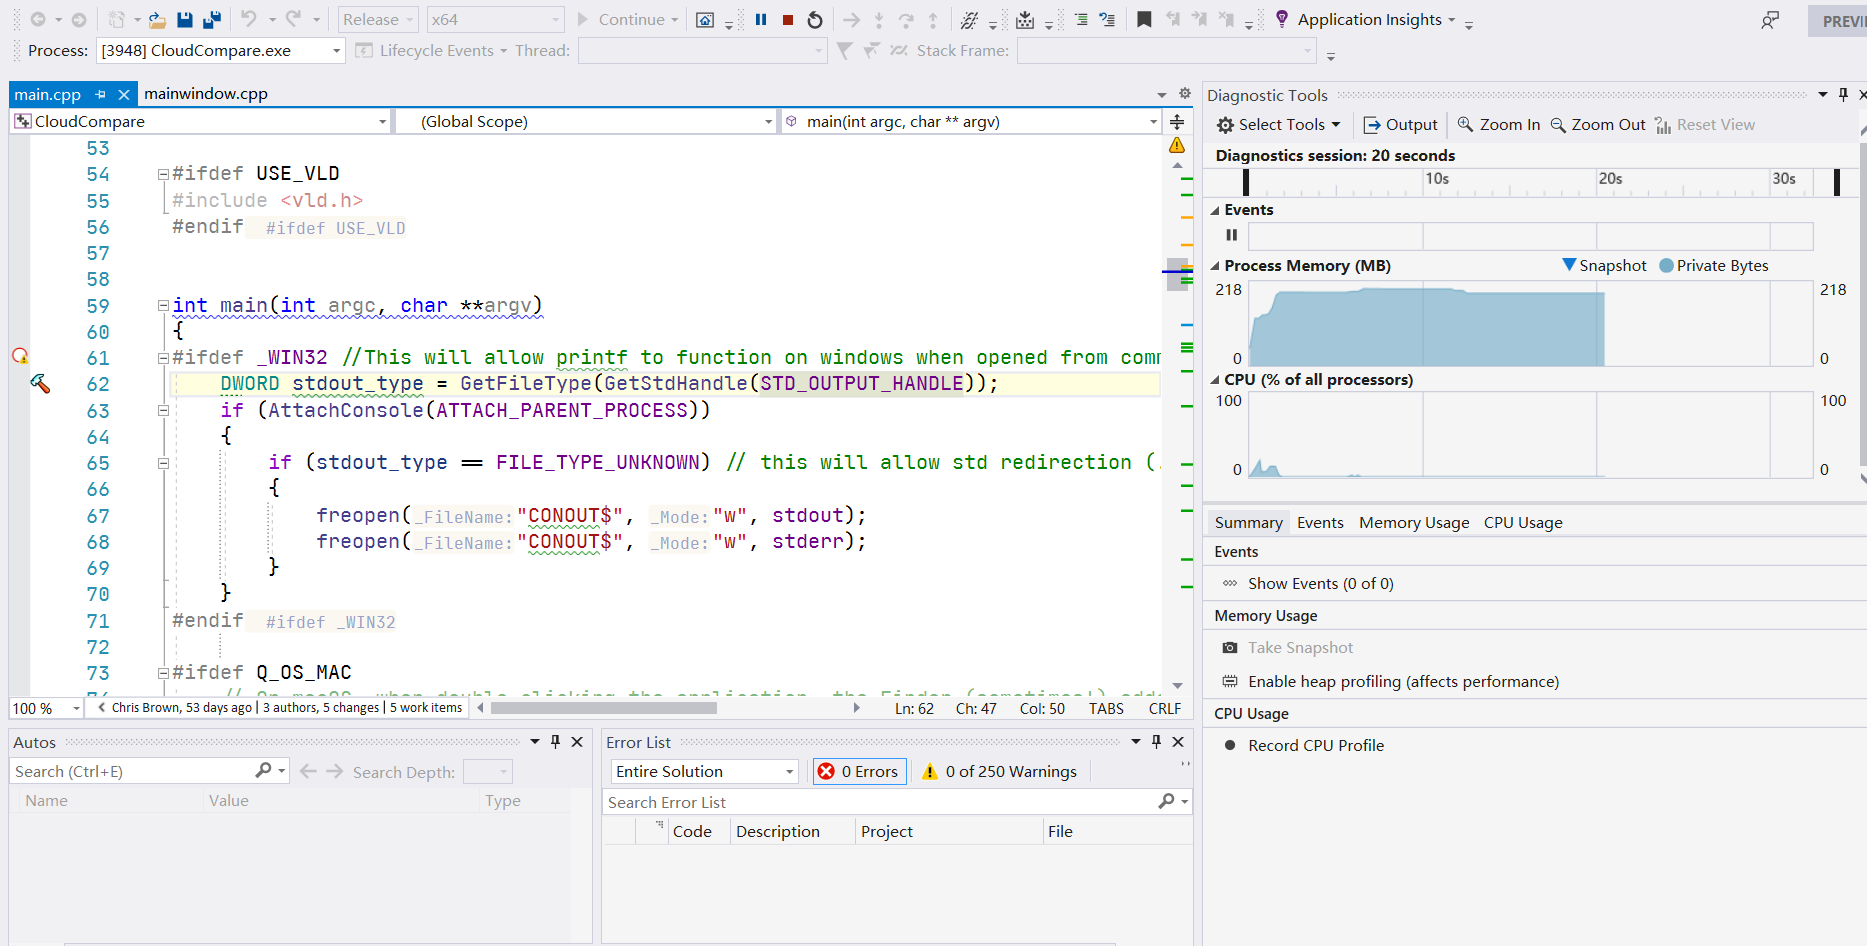 Release x64 Continue Application Insights PREVI
Process: [3948] CloudCompare.exe Lifecycle Events Thread: Stack Frame:
main.cpp mainwindow.cpp
CloudCompare (Global Scope) main(int argc, char ** argv)
53
54 #ifdef USE_VLD
55 #include <vld.h>
56 #endif #ifdef USE_VLD
57
58
59 int main(int argc, char **argv)
60 {
61 #ifdef _WIN32 //This will allow printf to function on windows when opened from comm
62 DWORD stdout_type = GetFileType(GetStdHandle(STD_OUTPUT_HANDLE));
63 if (AttachConsole(ATTACH_PARENT_PROCESS))
64 {
65 if (stdout_type == FILE_TYPE_UNKNOWN) // this will allow std redirection (.
66 {
67 freopen(_FileName:"CONOUT$", _Mode:"w", stdout);
68 freopen(_FileName:"CONOUT$", _Mode:"w", stderr);
69 }
70 }
71 #endif #ifdef _WIN32
72
73 #ifdef Q_OS_MAC
100 % Chris Brown, 53 days ago | 3 authors, 5 changes | 5 work items Ln: 62 Ch: 47 Col: 50 TABS CRLF
Autos
Search (Ctrl+E) Search Depth:
Name Value Type
Error List
Entire Solution 0 Errors 0 of 250 Warnings
Search Error List
Code Description Project File
Diagnostic Tools
Select Tools Output Zoom In Zoom Out Reset View
Diagnostics session: 20 seconds
10s 20s 30s
Events
Process Memory (MB) Snapshot Private Bytes
218 218
0 0
CPU (% of all processors)
100 100
0 0
Summary Events Memory Usage CPU Usage
Events
Show Events (0 of 0)
Memory Usage
Take Snapshot
Enable heap profiling (affects performance)
CPU Usage
Record CPU Profile